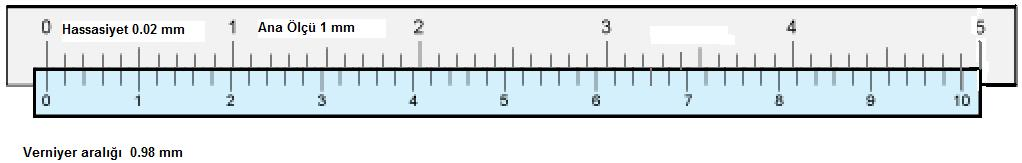 0 Hassasiyet 0.02 mm 1 Ana Ölçü 1 mm 2 3 4 5
0 1 2 3 4 5 6 7 8 9 10
Verniyer aralığı 0.98 mm